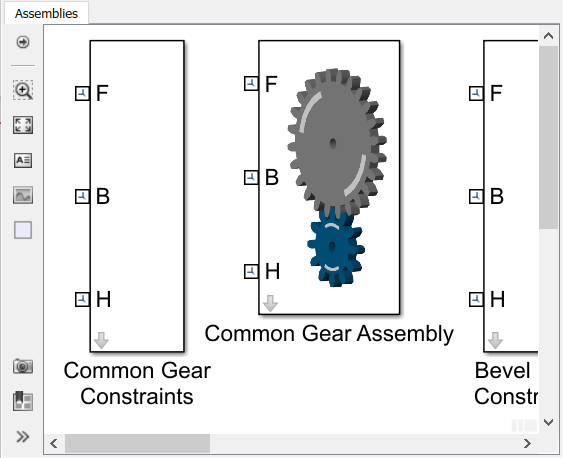 Assemblies
F
B
H
Common Gear
Constraints
F
B
H
Common Gear Assembly
F
B
H
Bevel
Constr
A